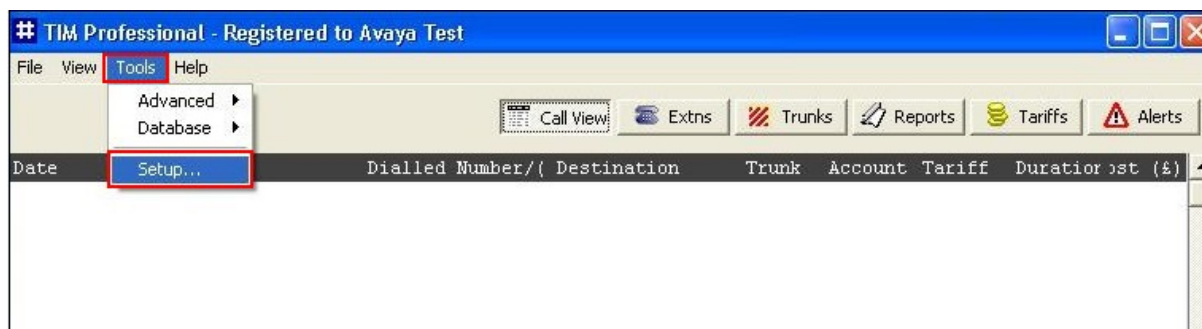 # TIM Professional - Registered to Avaya Test
File View Tools Help
Advanced
Database
Setup...
Call View Extns Trunks Reports Tariffs Alerts
Date Dialled Number/( Destination Trunk Account Tariff Duration ost (£)